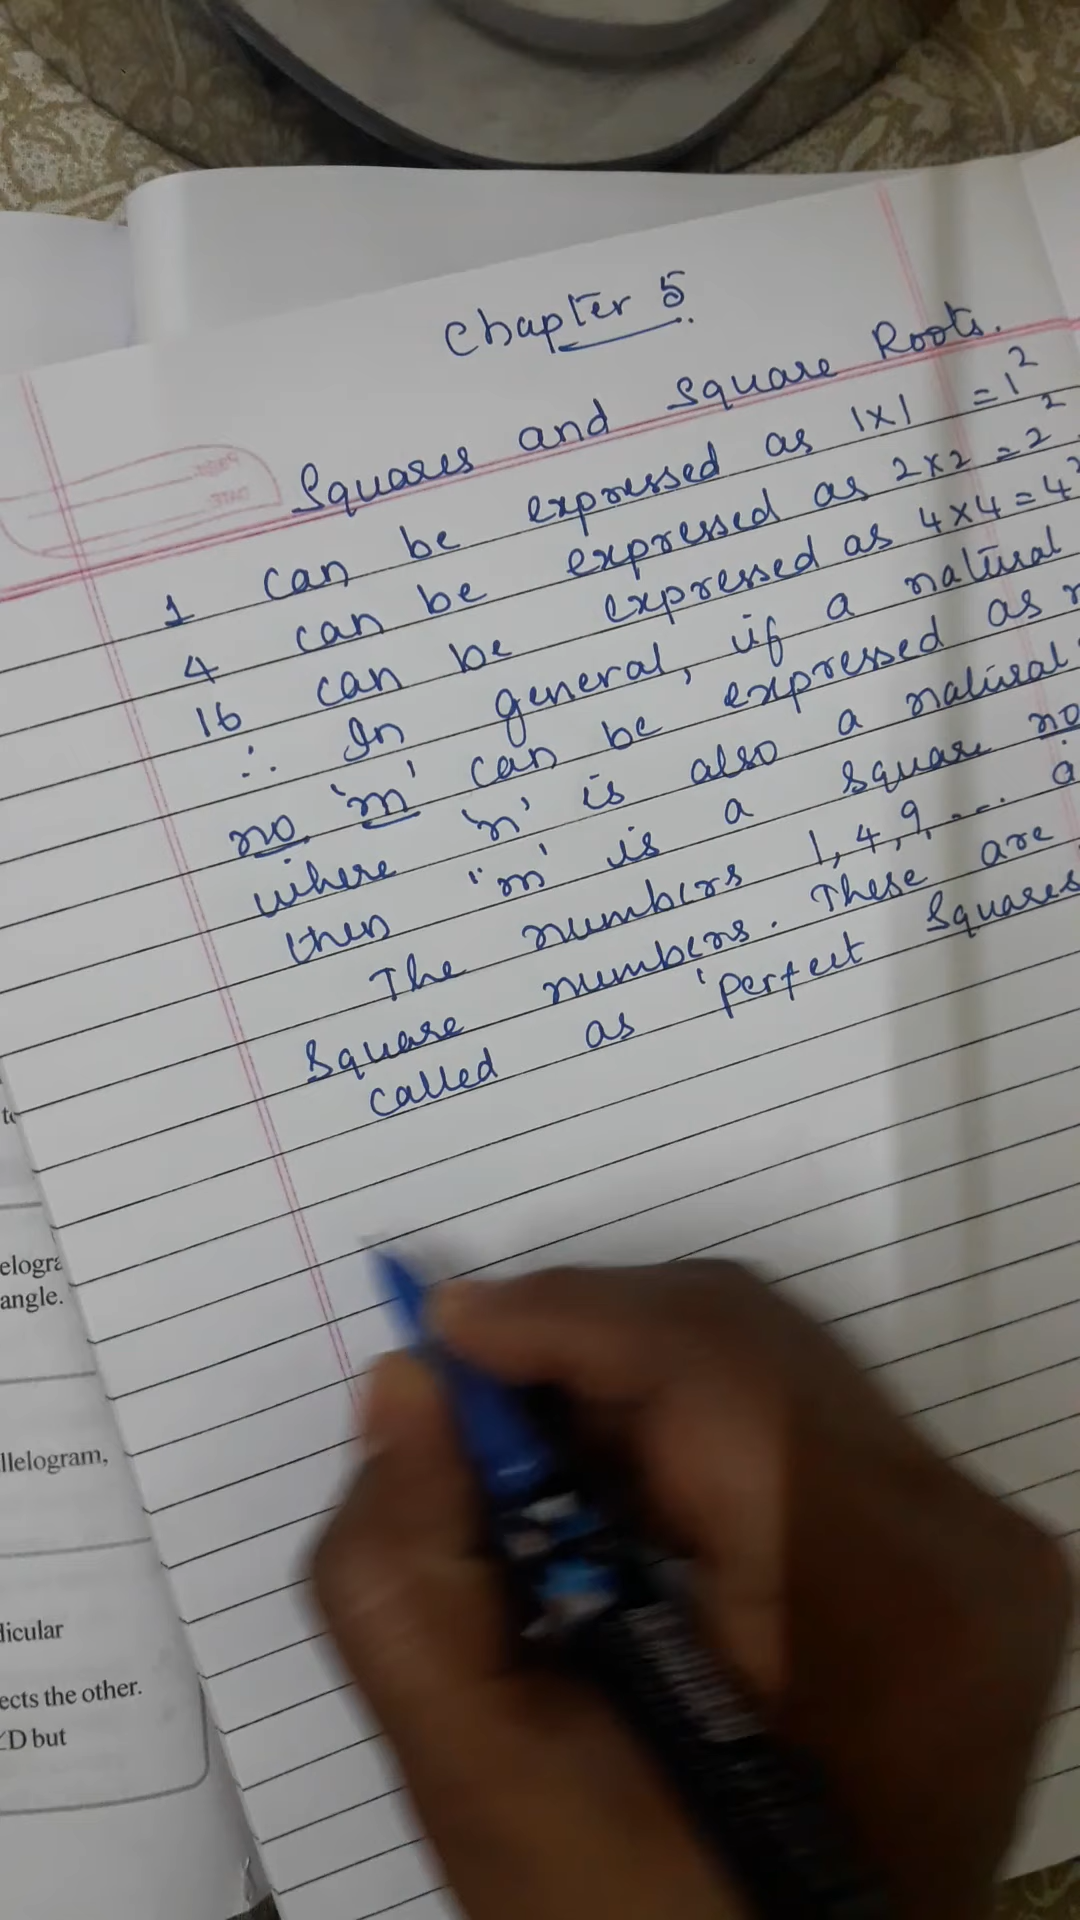 Chapter 5
Squares and Square Roots.
1 can be expressed as 1×1 = 1²
4 can be expressed as 2×2 = 2²
16 can be expressed as 4×4 = 4²
∴ In general, if a natural
no. 'm' can be expressed as
where 'n' is also a natural
then "m' is a square no
The numbers 1, 4, 9, ---.
Square numbers. These are
called as 'perfect squares
elogra
angle.
llelogram,
dicular
ects the other.
D but